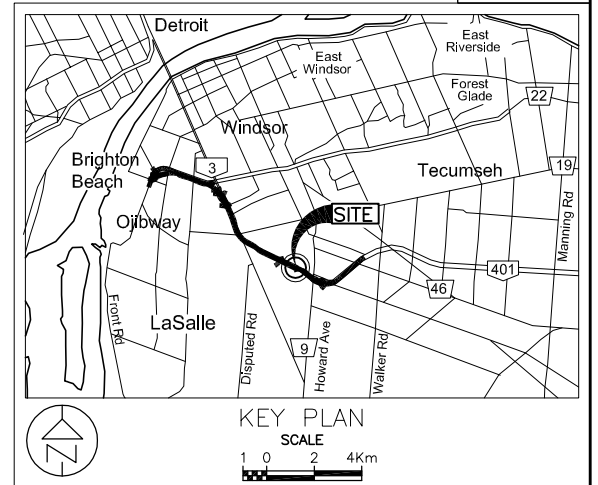 Detroit
East
Riverside
East
Windsor
Forest
Glade
22
Windsor
Brighton
Beach
3
Tecumseh
19
Manning Rd
SITE
Ojibway
401
46
Front Rd
LaSalle
Disputed Rd
9
Howard Ave
Walker Rd
N
KEY PLAN
SCALE
1 0 2 4Km